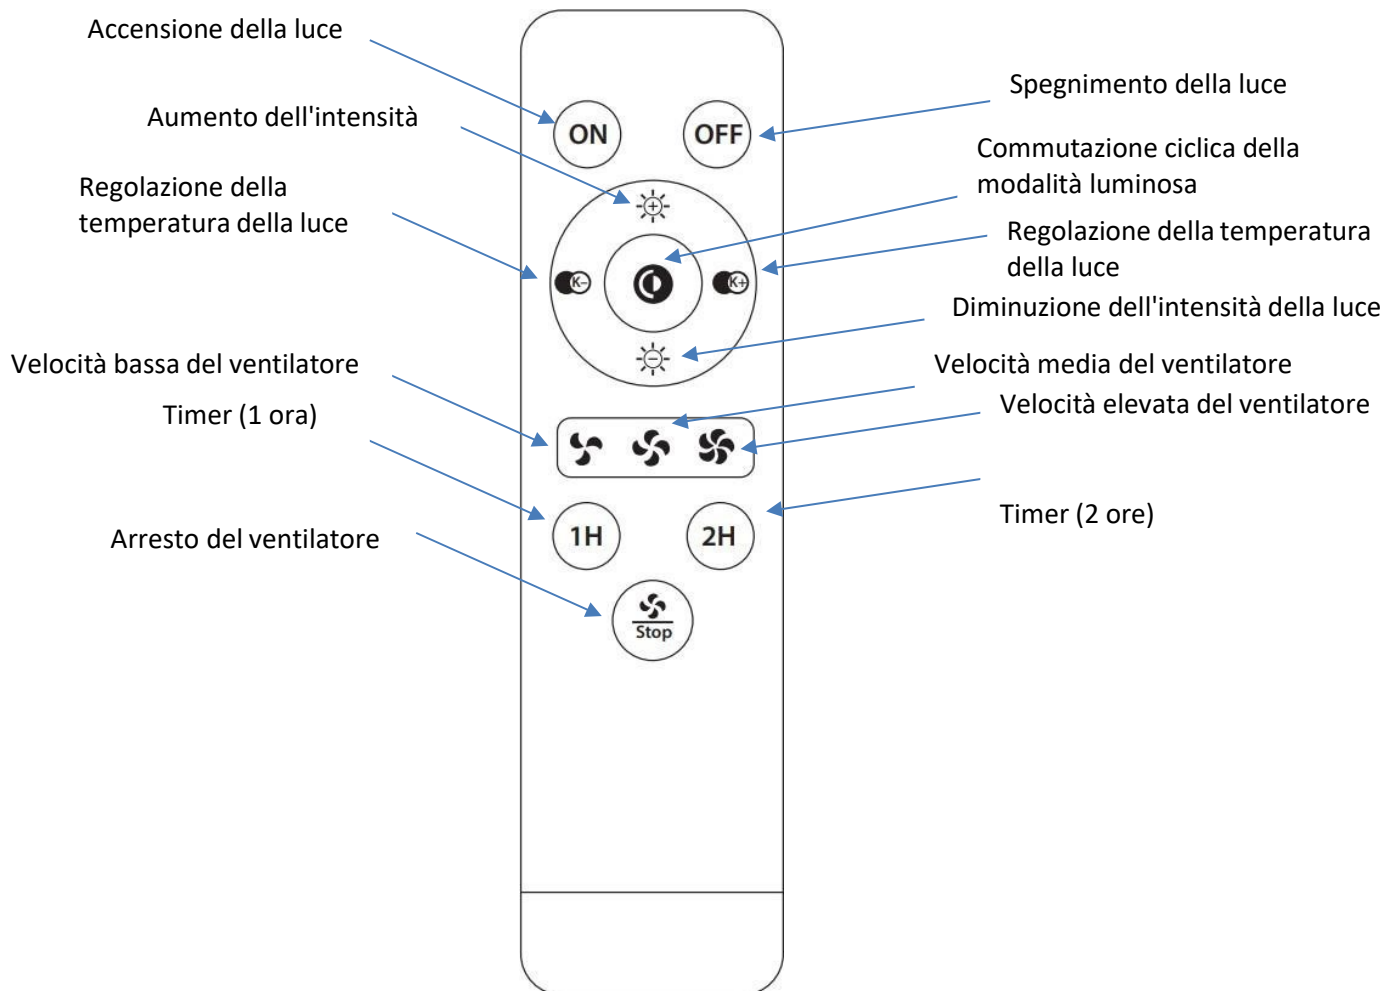 Accensione della luce
Spegnimento della luce
Aumento dell'intensità
ON
OFF
Commutazione ciclica della
modalità luminosa
Regolazione della
temperatura della luce
Regolazione della temperatura
della luce
K-
K+
Diminuzione dell'intensità della luce
Velocità bassa del ventilatore
Velocità media del ventilatore
Timer (1 ora)
Velocità elevata del ventilatore
1H
2H
Timer (2 ore)
Arresto del ventilatore
Stop